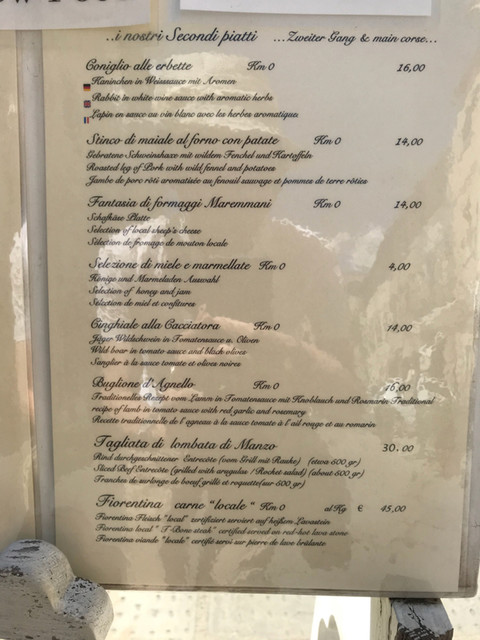 ..i nostri Secondi piatti ...Zweiter Gang & main corse...
Coniglio alle erbette Km 0 16,00
Kaninchen in Weisssauce mit Aromen
Rabbit in white wine sauce with aromatic herbs
Lapin en sauce au vin blanc avec les herbes aromatiques
Stinco di maiale al forno con patate Km 0 14,00
Gebratene Schweinshaxe mit wildem Fenchel und Kartoffeln
Roasted leg of Pork with wild fennel and potatoes
Jambe de porc rôti aromatisée au fenouil sauvage et pommes de terre rôties
Fantasia di formaggi Maremmani Km 0 14,00
Schafkäse Platte
Selection of local sheep's cheese
Sélection de fromage de mouton locale
Selezione di miele e marmellate Km 0 4,00
Königs und Marmeladen Auswahl
Selection of honey and jam
Sélection de miel et confitures
Cinghiale alla Cacciatora Km 0 14,00
Jäger Wildschwein in Tomatensauce u. Oliven
Wild boar in tomato sauce and black olives
Sanglier à la sauce tomate et olives noires
Buglione d'Agnello Km 0 16,00
Traditionelles Rezept vom Lamm in Tomatensauce mit Knoblauch und Rosmarin Traditional
recipe of lamb in tomato sauce with red garlic and rosemary
Recette traditionnelle de l'agneau à la sauce tomate à l'ail rouge et au romarin
Tagliata di lombata di Manzo 30.00
Rind durchgeschnittener Entrecôte (vom Grill mit Rauke) (etwa 500 gr)
Sliced Beef Entrecôte (grilled with arugulas / Rocket salad) (about 500 gr)
Tranches de surlonge de boeuf grillé et roquette (sur 500 gr)
Fiorentina carne "locale" Km 0 al Kg € 45,00
Fiorentina Fleisch "local" zertifiziert serviert auf heißem Lavastein
Fiorentina local " T-Bone steak" certified served on red-hot lava stone
Fiorentina viande "locale" certifié servi sur pierre de lave brûlante